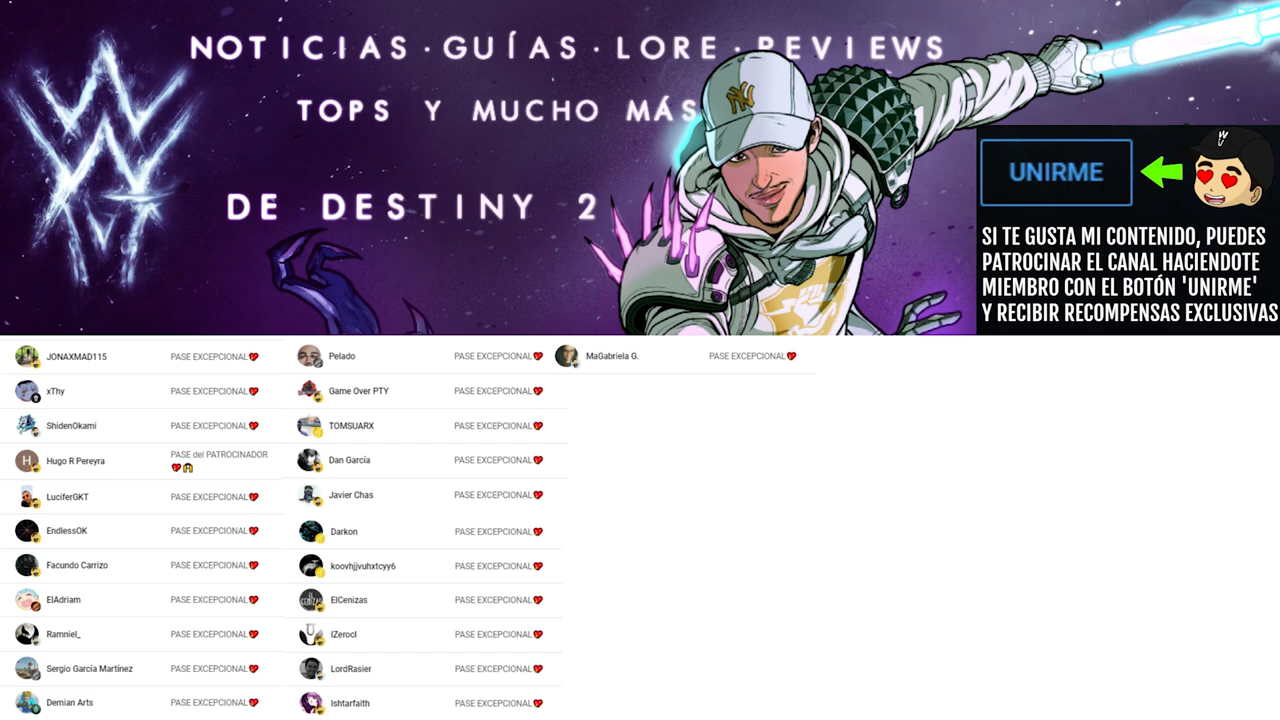 NOTICIAS · GUÍAS · LORE · REVIEWS
TOPS Y MUCHO MÁS
DE DESTINY 2
UNIRME
SI TE GUSTA MI CONTENIDO, PUEDES
PATROCINAR EL CANAL HACIENDOTE
MIEMBRO CON EL BOTÓN 'UNIRME'
Y RECIBIR RECOMPENSAS EXCLUSIVAS
JONAXMAD115 PASE EXCEPCIONAL
xThy PASE EXCEPCIONAL
ShidenOkami PASE EXCEPCIONAL
H Hugo R Pereyra PASE del PATROCINADOR
LuciferGKT PASE EXCEPCIONAL
EndlessOK PASE EXCEPCIONAL
Facundo Carrizo PASE EXCEPCIONAL
ElAdriam PASE EXCEPCIONAL
Ramniel_ PASE EXCEPCIONAL
Sergio García Martínez PASE EXCEPCIONAL
Demian Arts PASE EXCEPCIONAL
Pelado PASE EXCEPCIONAL
Game Over PTY PASE EXCEPCIONAL
TOMSUARX PASE EXCEPCIONAL
Dan García PASE EXCEPCIONAL
Javier Chas PASE EXCEPCIONAL
Darkon PASE EXCEPCIONAL
koovhjjvuhxtcyy6 PASE EXCEPCIONAL
ElCenizas PASE EXCEPCIONAL
IZerocI PASE EXCEPCIONAL
LordRasier PASE EXCEPCIONAL
Ishtarfaith PASE EXCEPCIONAL
MaGabriela G. PASE EXCEPCIONAL